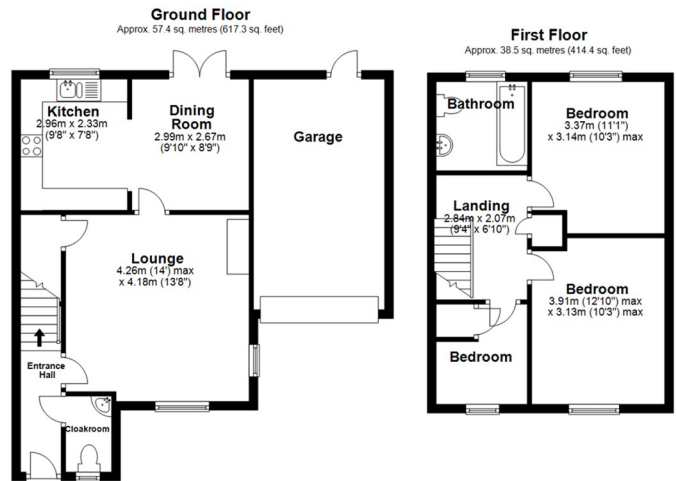 Ground Floor
Approx. 57.4 sq. metres (617.3 sq. feet)
Kitchen
2.96m x 2.33m
(9'8" x 7'8")
Dining
Room
2.99m x 2.67m
(9'10" x 8'9")
Garage
Lounge
4.26m (14') max
x 4.18m (13'8")
Entrance
Hall
Cloakroom
First Floor
Approx. 38.5 sq. metres (414.4 sq. feet)
Bathroom
Bedroom
3.37m (11'1")
x 3.14m (10'3") max
Landing
2.84m x 2.07m
(9'4" x 6'10")
Bedroom
3.91m (12'10") max
x 3.13m (10'3") max
Bedroom